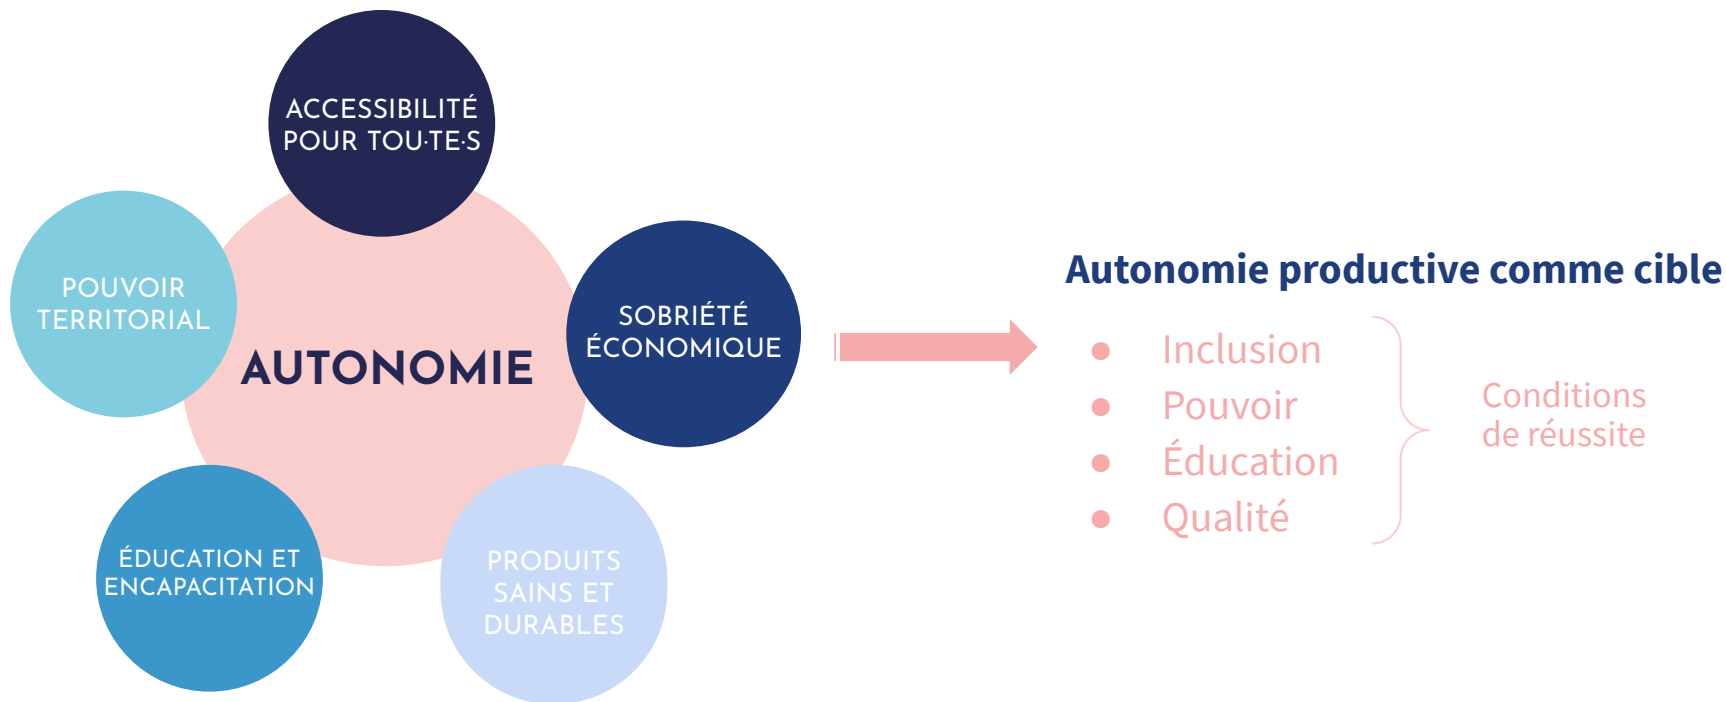 ACCESSIBILITÉ
POUR TOU·TE·S
POUVOIR
TERRITORIAL
SOBRIÉTÉ
ÉCONOMIQUE
AUTONOMIE
ÉDUCATION ET
ENCAPACITATION
PRODUITS
SAINS ET
DURABLES
Autonomie productive comme cible
● Inclusion
● Pouvoir
● Éducation
● Qualité
Conditions
de réussite